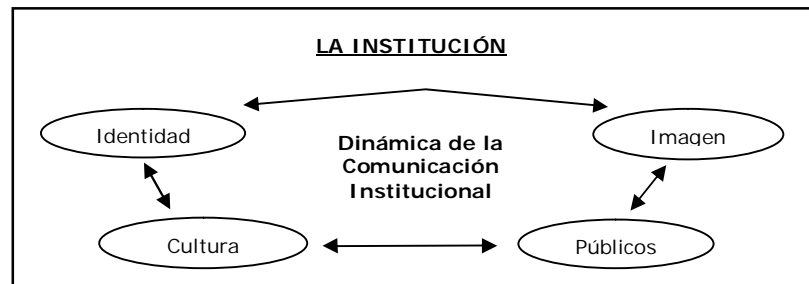 LA INSTITUCIÓN
Identidad
Imagen
Dinámica de la
Comunicación
Institucional
Cultura
Públicos